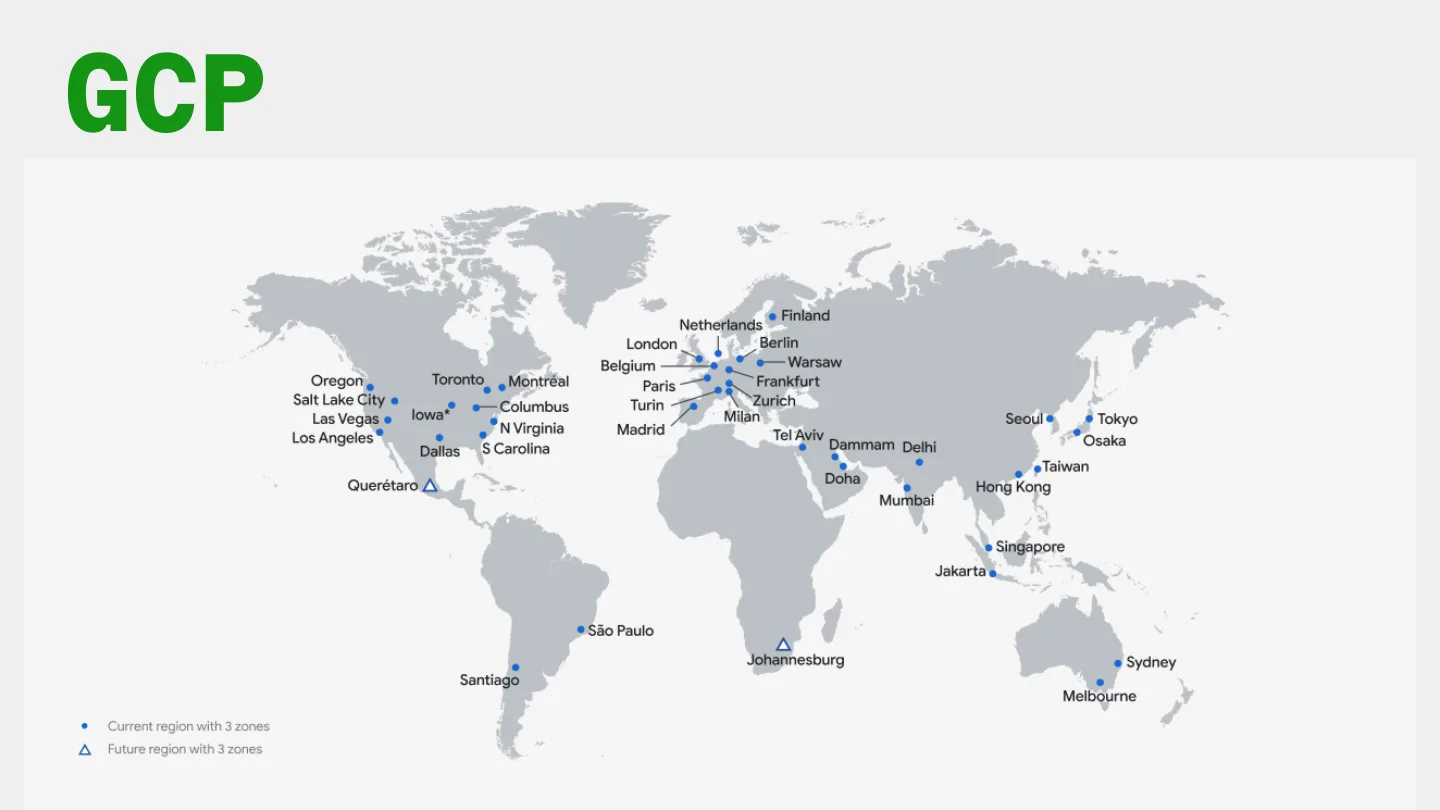 GCP
Finland
Netherlands
London
Berlin
Belgium
Warsaw
Paris
Frankfurt
Turin
Zurich
Madrid
Milan
Oregon
Toronto
Montréal
Salt Lake City
Iowa*
Columbus
Las Vegas
N Virginia
Los Angeles
Dallas
S Carolina
Querétaro
Tel Aviv
Dammam
Delhi
Doha
Mumbai
Seoul
Tokyo
Osaka
Taiwan
Hong Kong
Singapore
Jakarta
São Paulo
Santiago
Johannesburg
Sydney
Melbourne
Current region with 3 zones
Future region with 3 zones